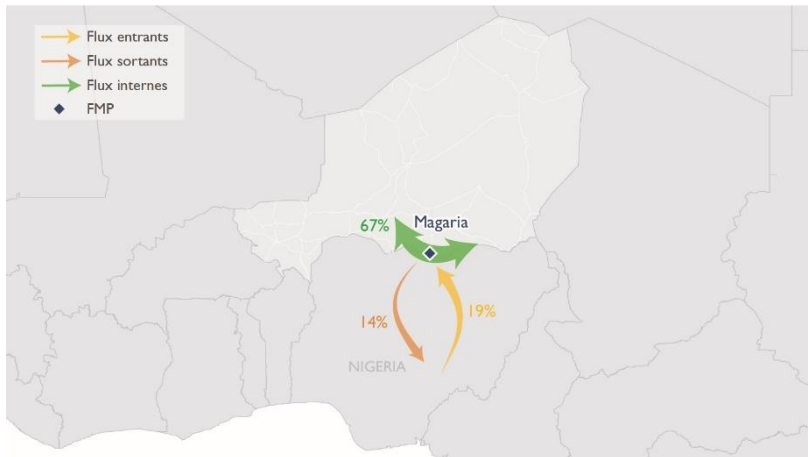 Flux entrants
Flux sortants
Flux internes
FMP
67%
Magaria
14%
19%
NIGERIA